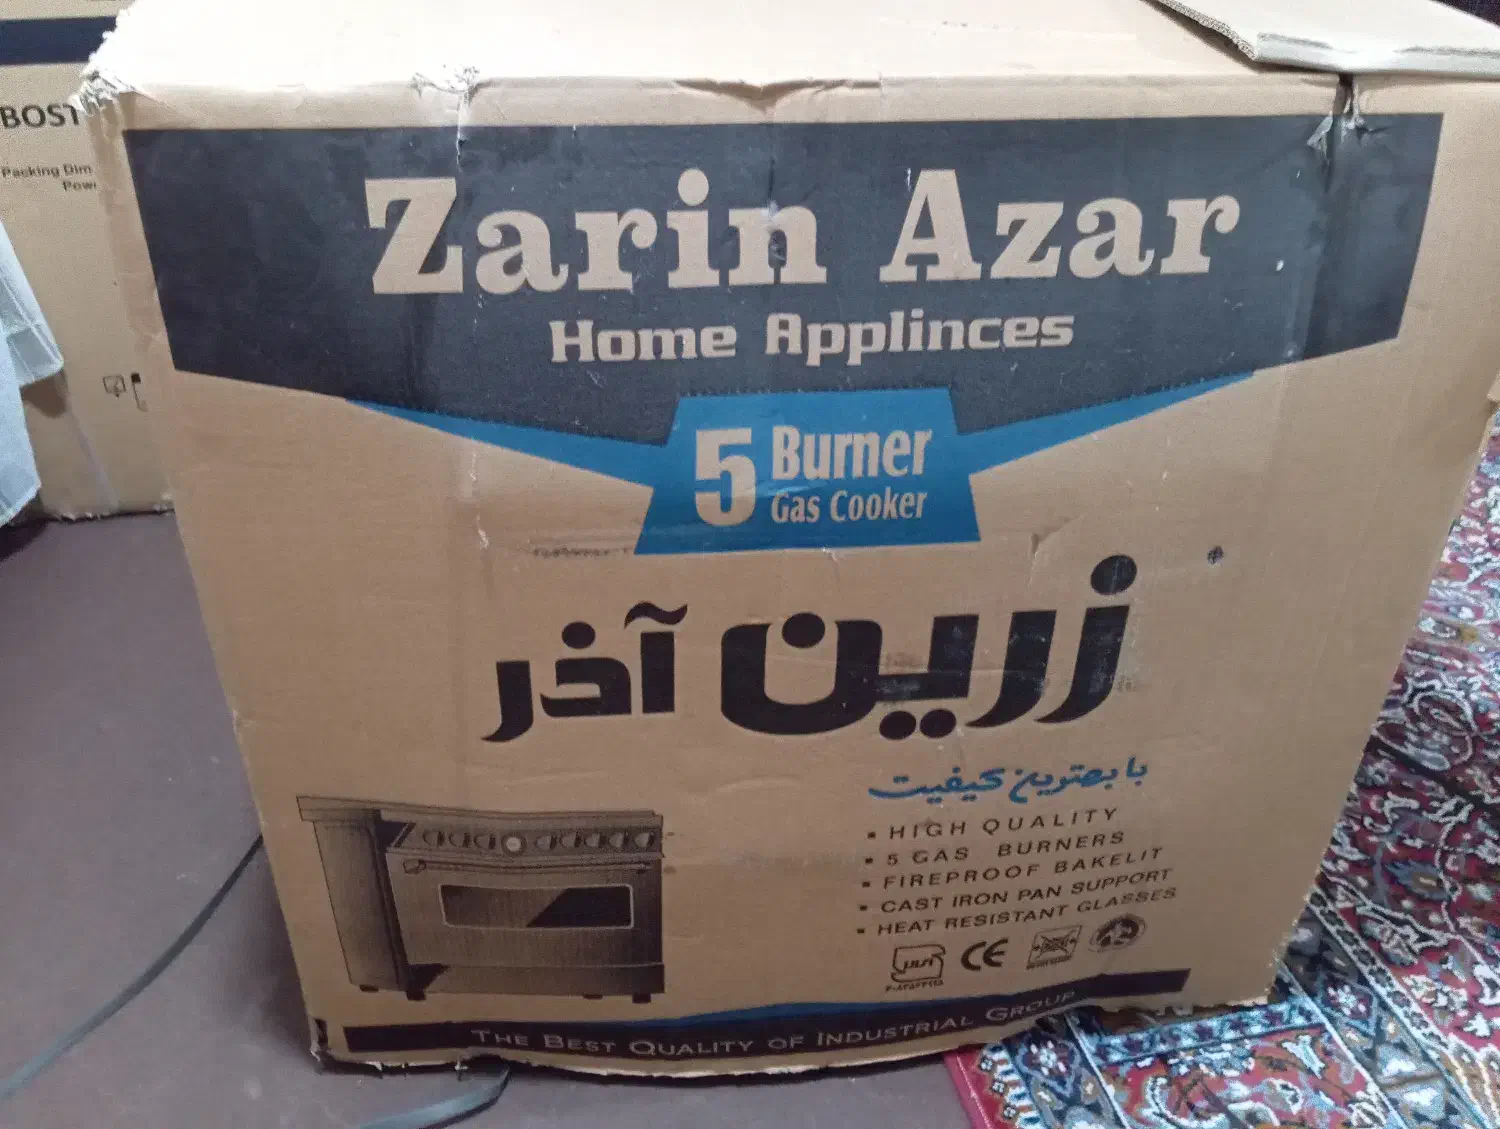 BOST
Packing Dim
Powe
Zarin Azar
Home Applinces
5 Burner
Gas Cooker
زرین آذر
با بهترین کیفیت
▪ HIGH QUALITY
▪ 5 GAS BURNERS
▪ FIREPROOF BAKELIT
▪ CAST IRON PAN SUPPORT
▪ HEAT RESISTANT GLASSES
CE
THE BEST QUALITY OF INDUSTRIAL GROUP